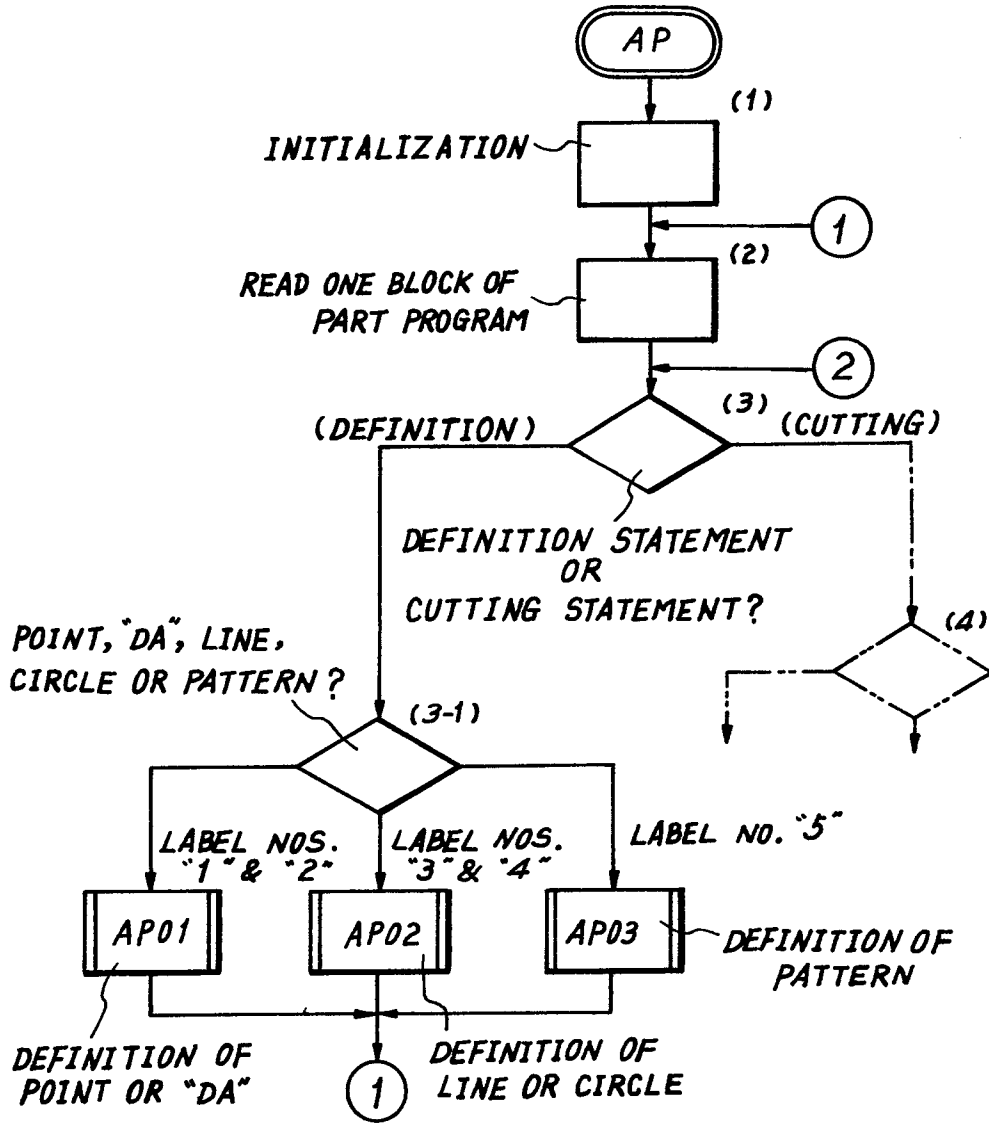 AP
(1)
INITIALIZATION
1
(2)
READ ONE BLOCK OF
PART PROGRAM
2
(3)
(DEFINITION)
(CUTTING)
DEFINITION STATEMENT
OR
CUTTING STATEMENT?
(4)
POINT, "DA", LINE,
CIRCLE OR PATTERN?
(3-1)
LABEL NOS.
"1" & "2"
LABEL NOS.
"3" & "4"
LABEL NO. "5"
AP01
AP02
AP03
DEFINITION OF
PATTERN
DEFINITION OF
POINT OR "DA"
DEFINITION OF
LINE OR CIRCLE
1